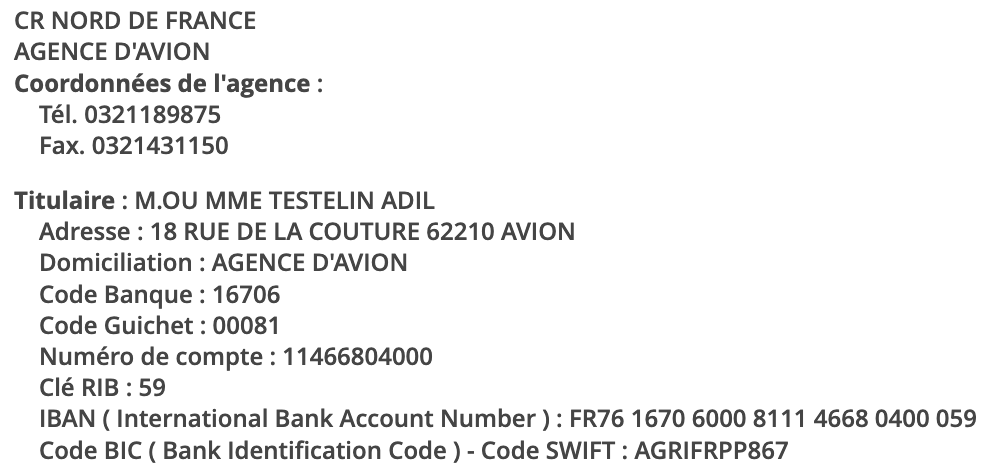 CR NORD DE FRANCE
AGENCE D'AVION
Coordonnées de l'agence :
Tél. 0321189875
Fax. 0321431150
Titulaire : M.OU MME TESTELIN ADIL
Adresse : 18 RUE DE LA COUTURE 62210 AVION
Domiciliation : AGENCE D'AVION
Code Banque : 16706
Code Guichet : 00081
Numéro de compte : 11466804000
Clé RIB : 59
IBAN ( International Bank Account Number ) : FR76 1670 6000 8111 4668 0400 059
Code BIC ( Bank Identification Code ) - Code SWIFT : AGRIFRPP867